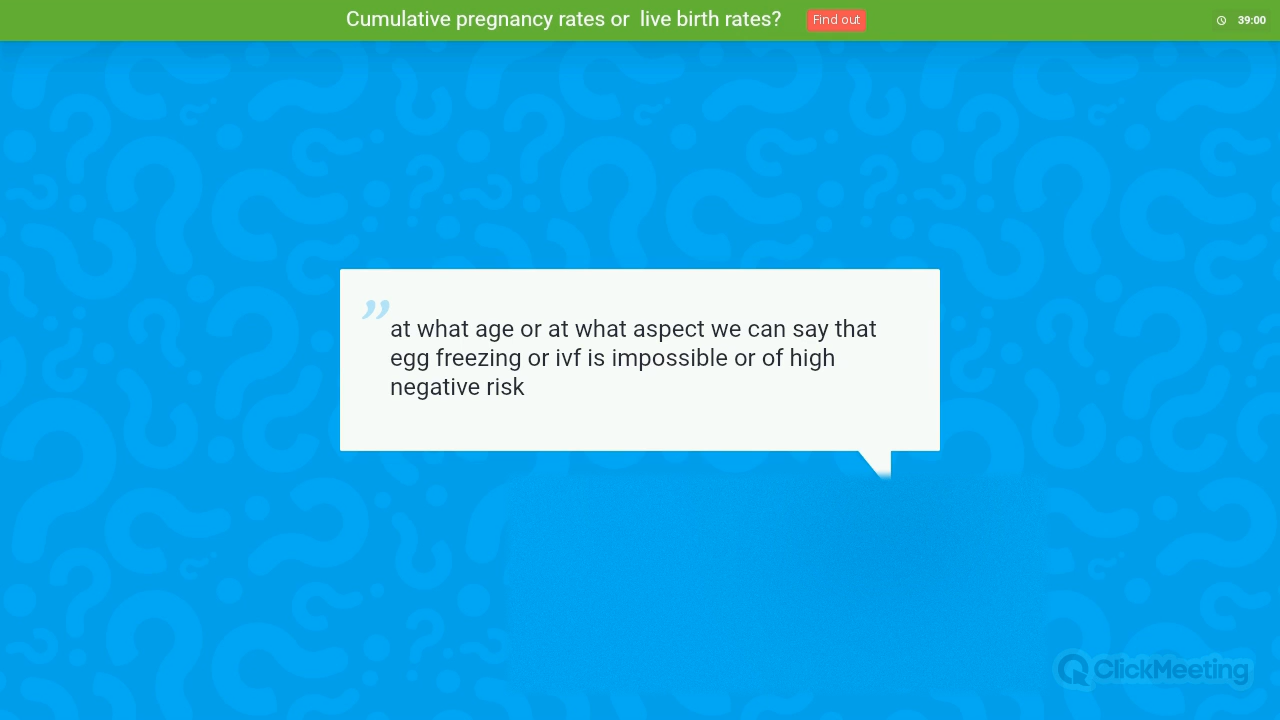 Cumulative pregnancy rates or live birth rates? Find out 39:00
”
at what age or at what aspect we can say that
egg freezing or ivf is impossible or of high
negative risk
ClickMeeting